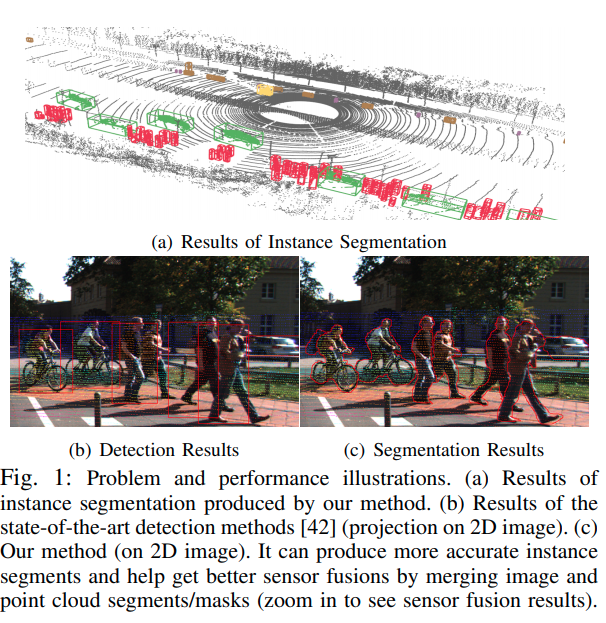 (a) Results of Instance Segmentation
(b) Detection Results
(c) Segmentation Results
Fig. 1: Problem and performance illustrations. (a) Results of
instance segmentation produced by our method. (b) Results of the
state-of-the-art detection methods [42] (projection on 2D image). (c)
Our method (on 2D image). It can produce more accurate instance
segments and help get better sensor fusions by merging image and
point cloud segments/masks (zoom in to see sensor fusion results).